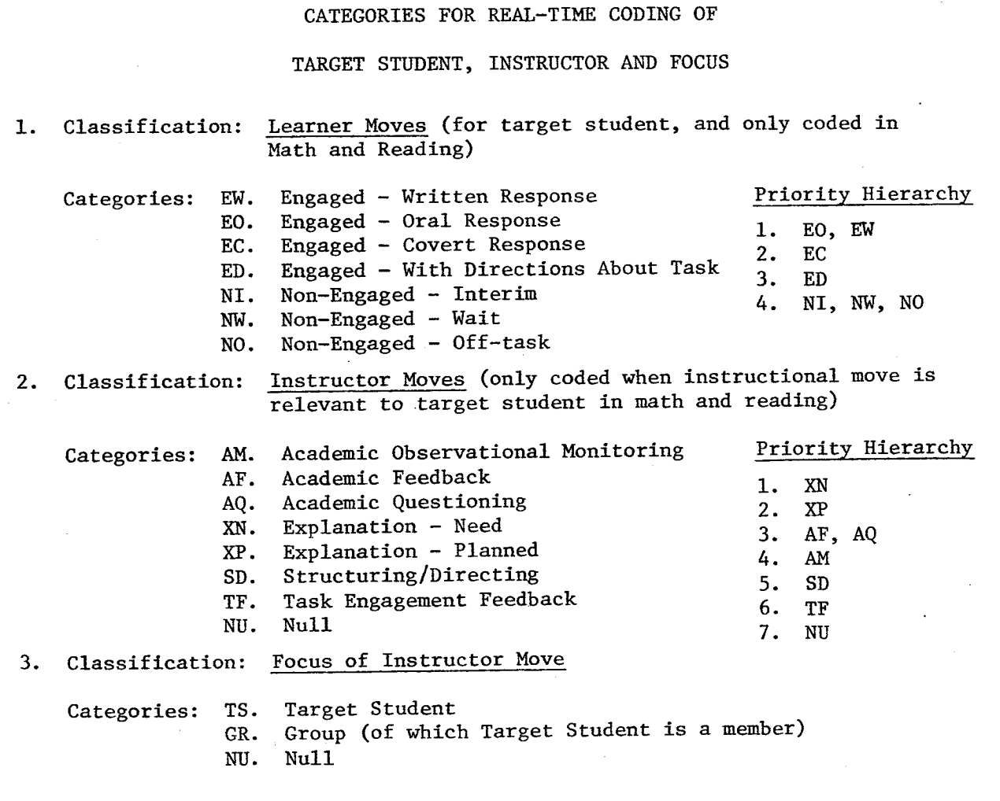 CATEGORIES FOR REAL-TIME CODING OF
TARGET STUDENT, INSTRUCTOR AND FOCUS
1. Classification: Learner Moves (for target student, and only coded in
Math and Reading)
Categories: EW. Engaged - Written Response Priority Hierarchy
EO. Engaged - Oral Response 1. EO, EW
EC. Engaged - Covert Response 2. EC
ED. Engaged - With Directions About Task 3. ED
NI. Non-Engaged - Interim 4. NI, NW, NO
NW. Non-Engaged - Wait
NO. Non-Engaged - Off-task
2. Classification: Instructor Moves (only coded when instructional move is
relevant to target student in math and reading)
Categories: AM. Academic Observational Monitoring Priority Hierarchy
AF. Academic Feedback 1. XN
AQ. Academic Questioning 2. XP
XN. Explanation - Need 3. AF, AQ
XP. Explanation - Planned 4. AM
SD. Structuring/Directing 5. SD
TF. Task Engagement Feedback 6. TF
NU. Null 7. NU
3. Classification: Focus of Instructor Move
Categories: TS. Target Student
GR. Group (of which Target Student is a member)
NU. Null